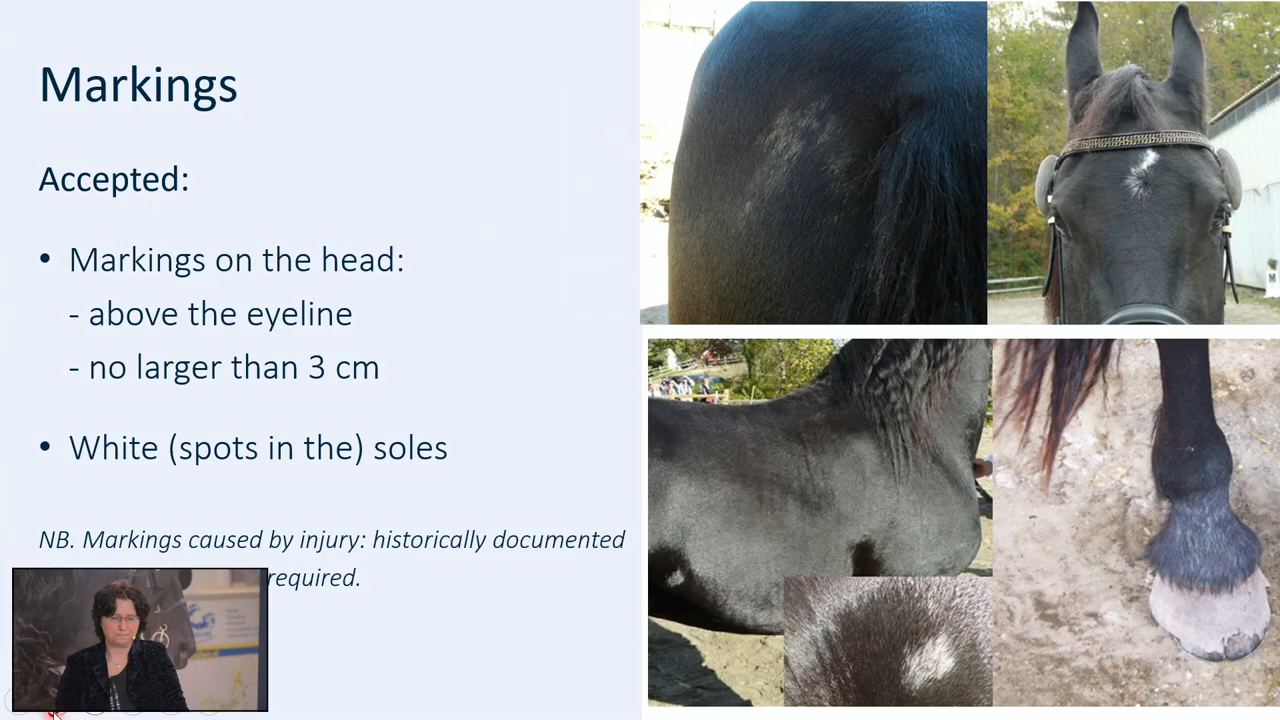 Markings
Accepted:
• Markings on the head:
- above the eyeline
- no larger than 3 cm
• White (spots in the) soles
NB. Markings caused by injury: historically documented
required.
M